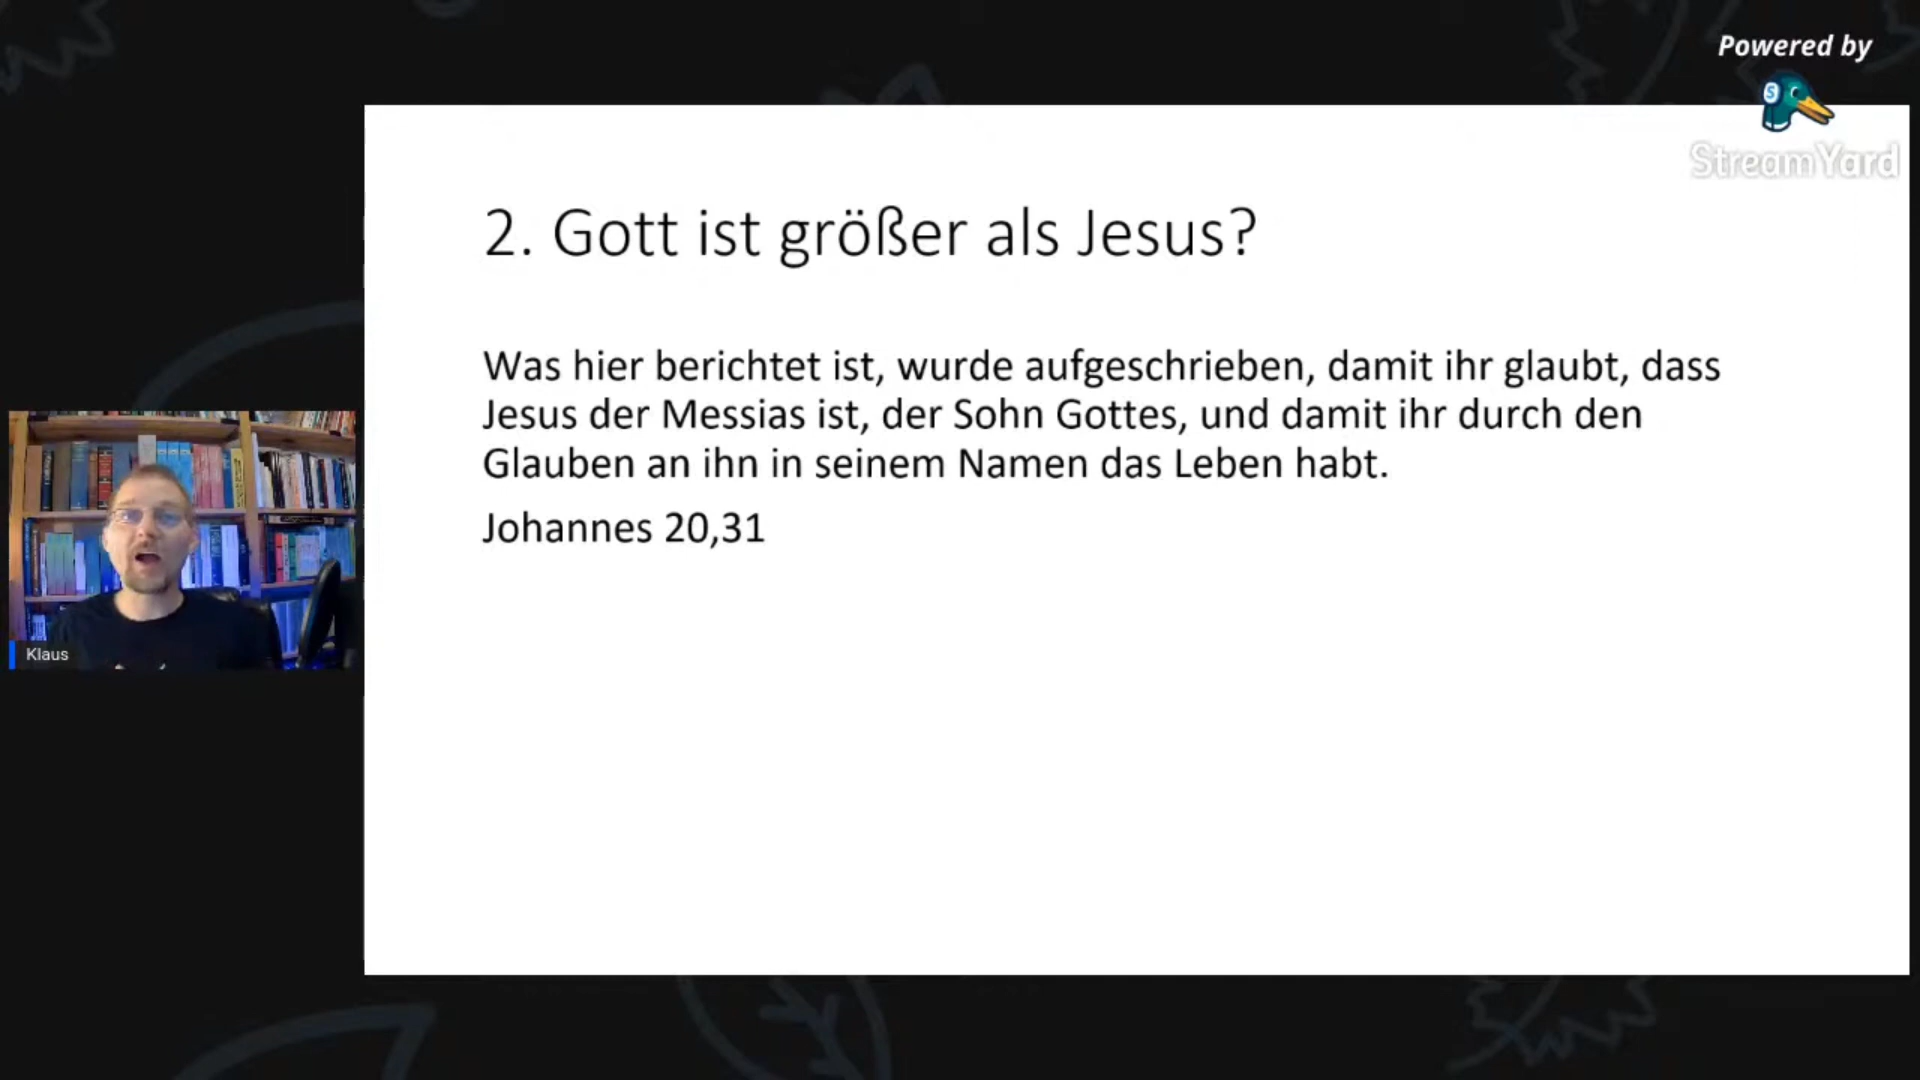 Powered by
StreamYard
2. Gott ist größer als Jesus?
Was hier berichtet ist, wurde aufgeschrieben, damit ihr glaubt, dass
Jesus der Messias ist, der Sohn Gottes, und damit ihr durch den
Glauben an ihn in seinem Namen das Leben habt.
Johannes 20,31
Klaus